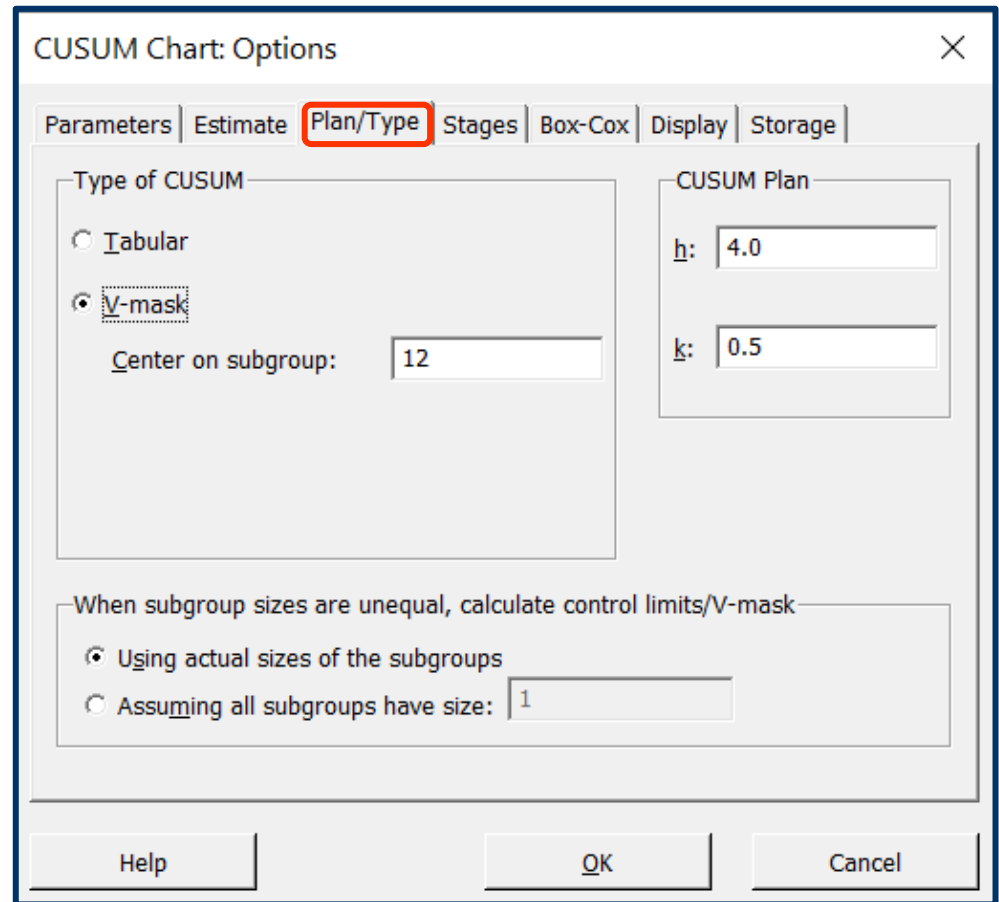 CUSUM Chart: Options
Parameters Estimate Plan/Type Stages Box-Cox Display Storage
Type of CUSUM
Tabular
V-mask
Center on subgroup: 12
CUSUM Plan
h: 4.0
k: 0.5
When subgroup sizes are unequal, calculate control limits/V-mask
Using actual sizes of the subgroups
Assuming all subgroups have size: 1
Help OK Cancel